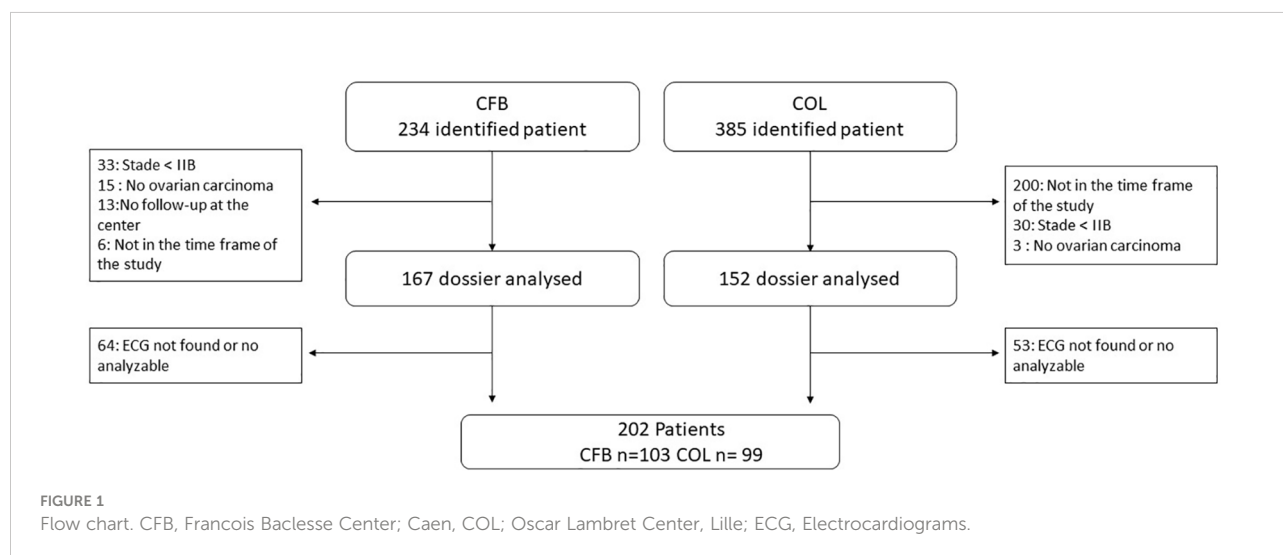 CFB
234 identified patient
COL
385 identified patient
33: Stade < IIB
15 : No ovarian carcinoma
13:No follow-up at the
center
6: Not in the time frame of
the study
200: Not in the time frame
of the study
30: Stade < IIB
3 : No ovarian carcinoma
167 dossier analysed
152 dossier analysed
64: ECG not found or no
analyzable
53: ECG not found or no
analyzable
202 Patients
CFB n=103 COL n= 99
FIGURE 1
Flow chart. CFB, Francois Baclesse Center; Caen, COL; Oscar Lambret Center, Lille; ECG, Electrocardiograms.